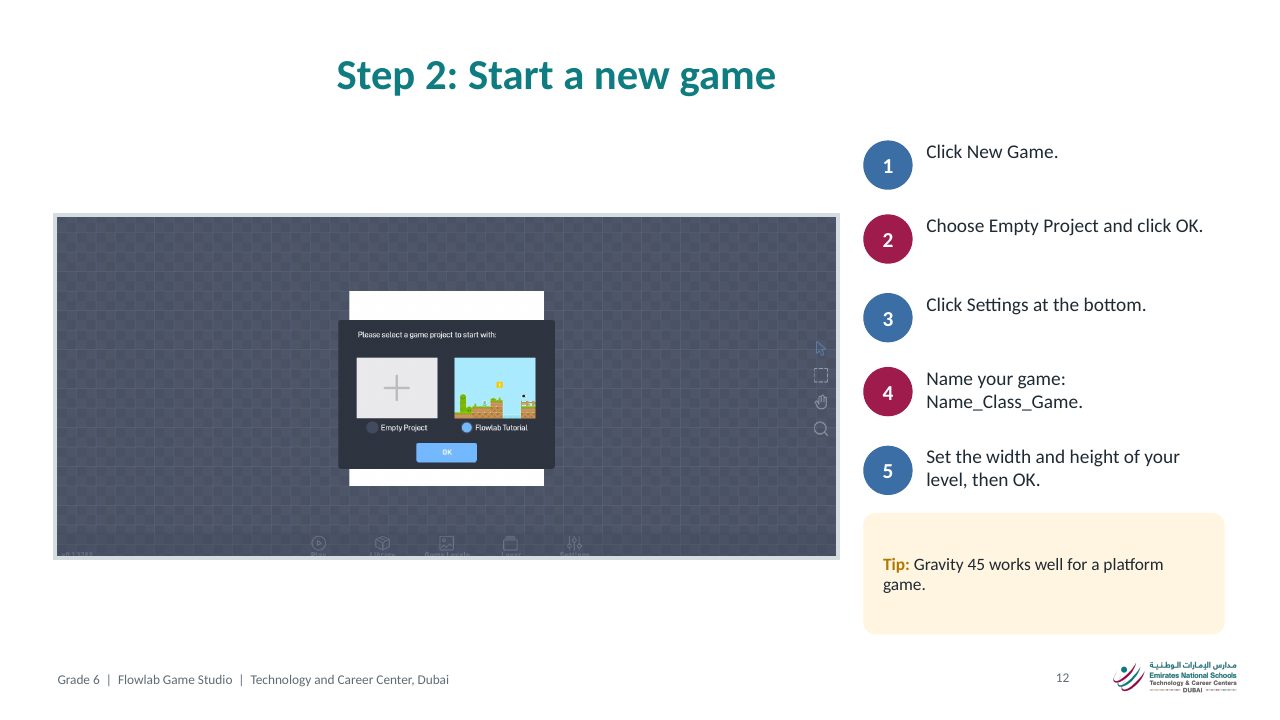 Step 2: Start a new game
1
Click New Game.
2
Choose Empty Project and click OK.
3
Click Settings at the bottom.
4
Name your game:
Name_Class_Game.
5
Set the width and height of your
level, then OK.
Tip: Gravity 45 works well for a platform
game.
Please select a game project to start with:
Empty Project
Flowlab Tutorial
OK
Grade 6 | Flowlab Game Studio | Technology and Career Center, Dubai
12
مدارس الإمارات الوطنية
Emirates National Schools
Technology & Career Centers
DUBAI